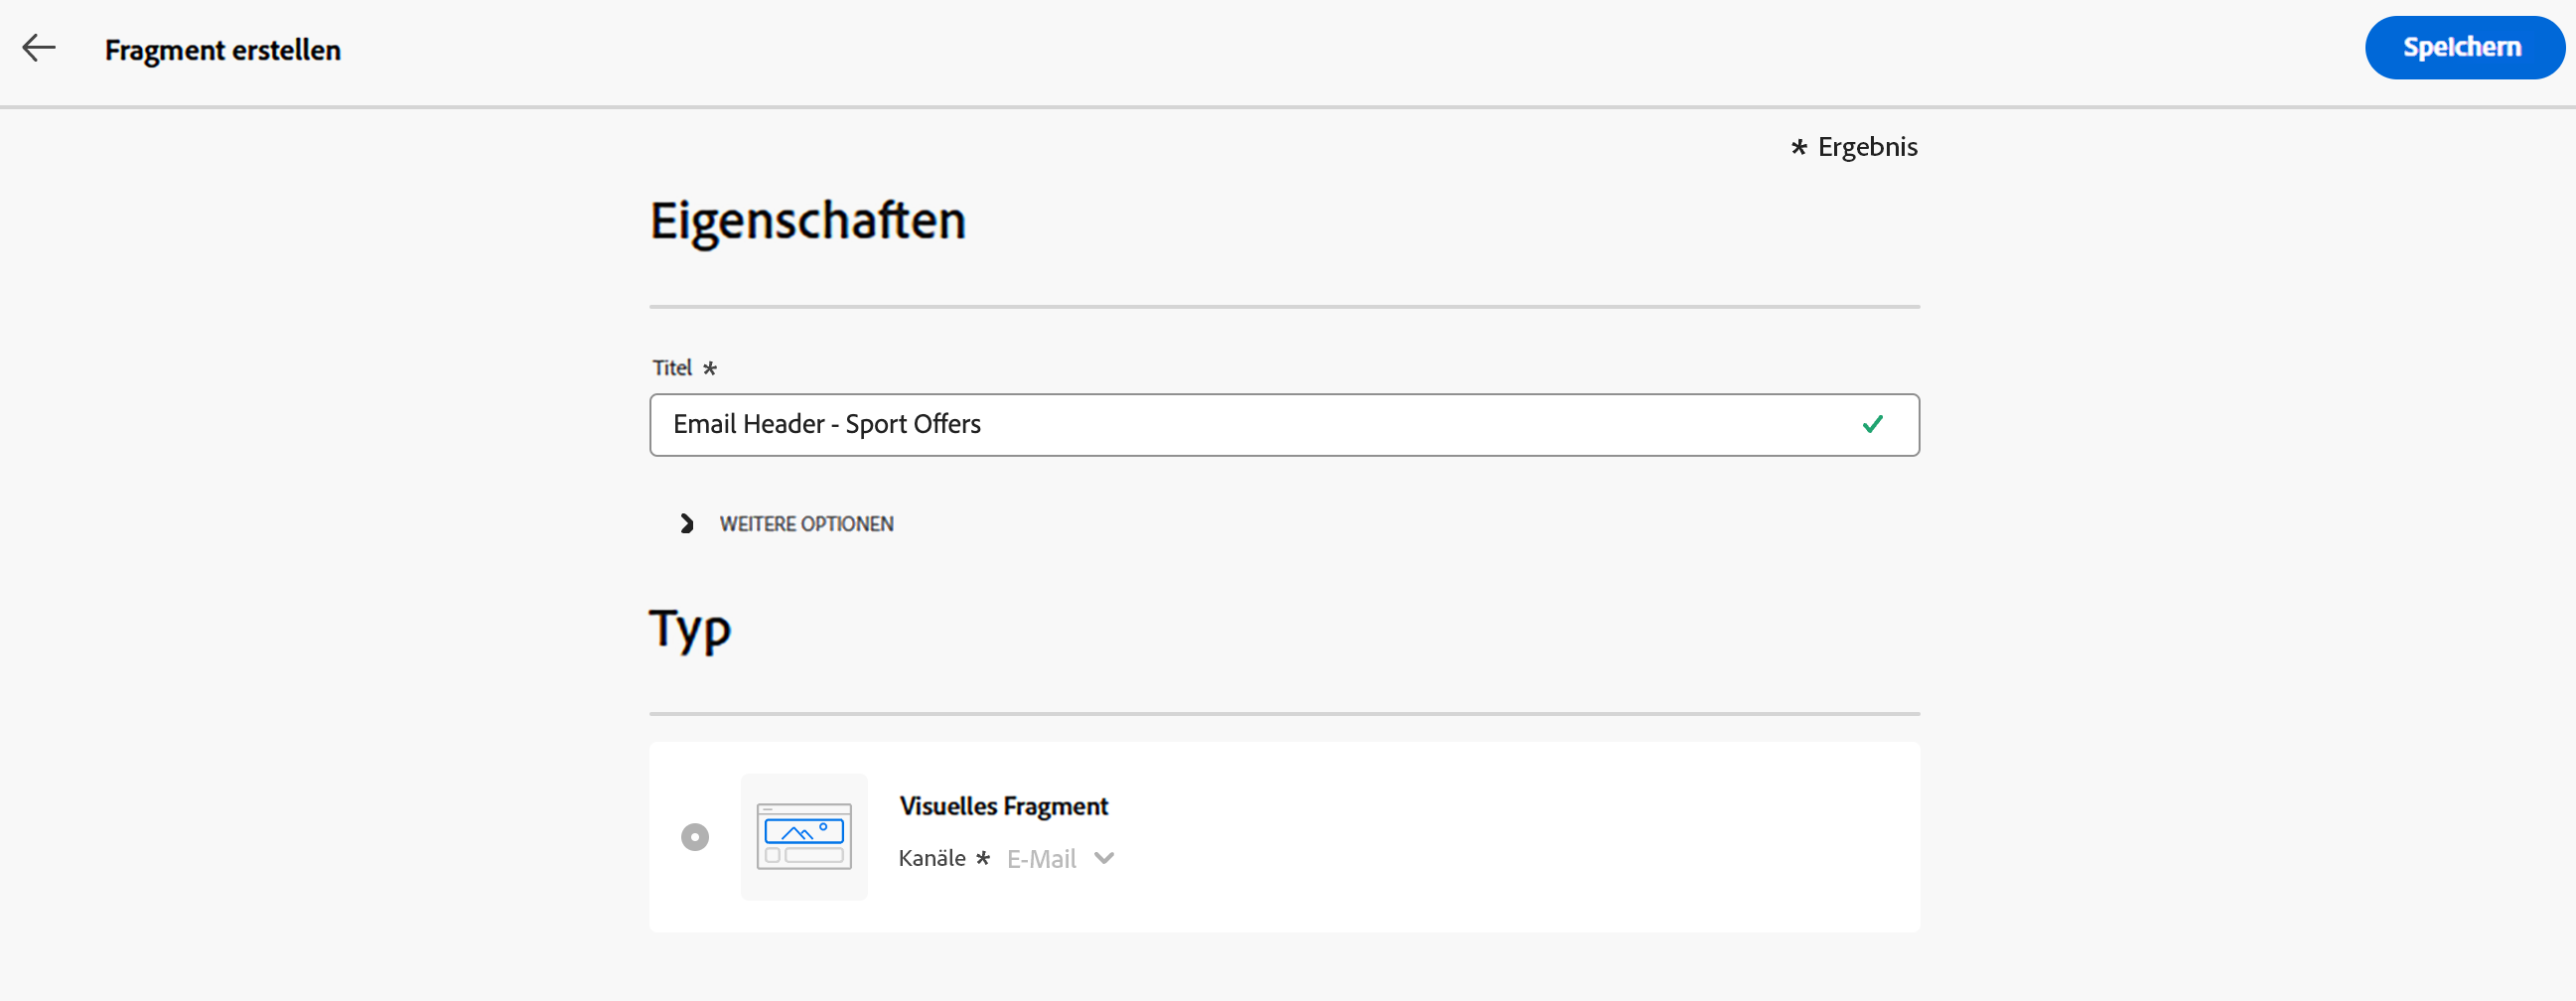 Fragment erstellen
Speichern
* Ergebnis
Eigenschaften
Titel *
Email Header - Sport Offers
WEITERE OPTIONEN
Typ
Visuelles Fragment
Kanäle * E-Mail